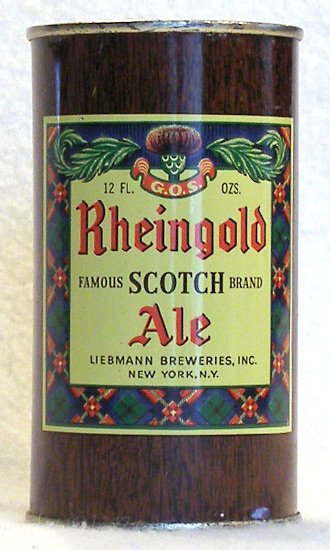 G.O.S.
12 FL. OZS.
Rheingold
FAMOUS SCOTCH BRAND
Ale
LIEBMANN BREWERIES, INC.
NEW YORK, N.Y.